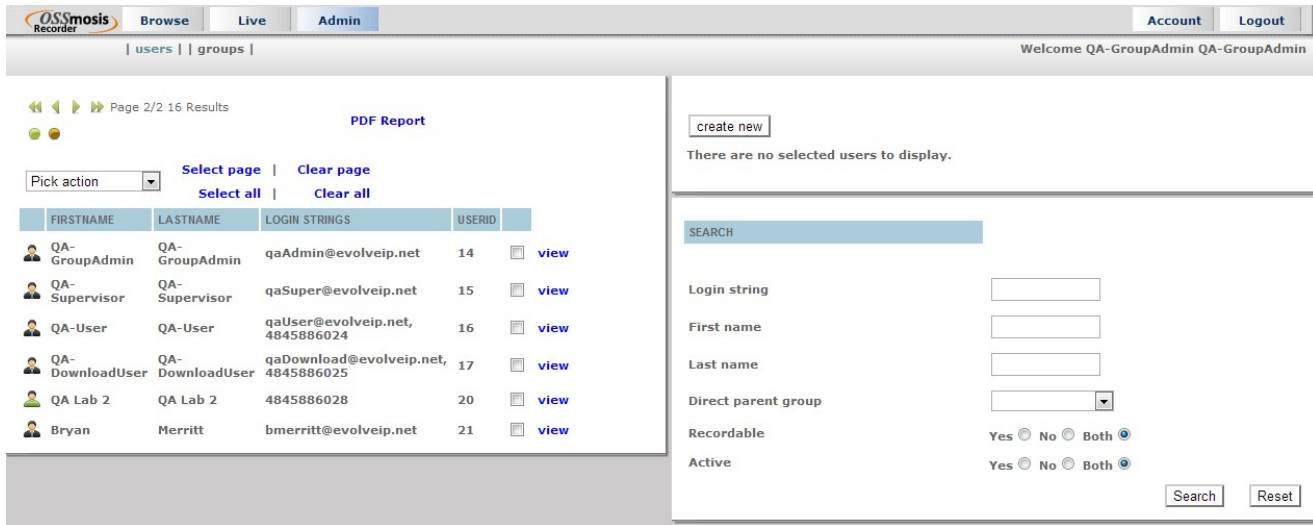 OSSmosis Recorder Browse Live Admin Account Logout
| users | | groups | Welcome QA-GroupAdmin QA-GroupAdmin
Page 2/2 16 Results
PDF Report
Pick action
Select page | Clear page
Select all | Clear all
FIRSTNAME LASTNAME LOGIN STRINGS USERID
QA-GroupAdmin QA-GroupAdmin qaAdmin@evolveip.net 14 view
QA-Supervisor QA-Supervisor qaSuper@evolveip.net 15 view
QA-User QA-User qaUser@evolveip.net, 4845886024 16 view
QA-DownloadUser QA-DownloadUser qaDownload@evolveip.net, 4845886025 17 view
QA Lab 2 QA Lab 2 4845886028 20 view
Bryan Merritt bmerritt@evolveip.net 21 view
create new
There are no selected users to display.
SEARCH
Login string
First name
Last name
Direct parent group
Recordable Yes No Both
Active Yes No Both
Search Reset